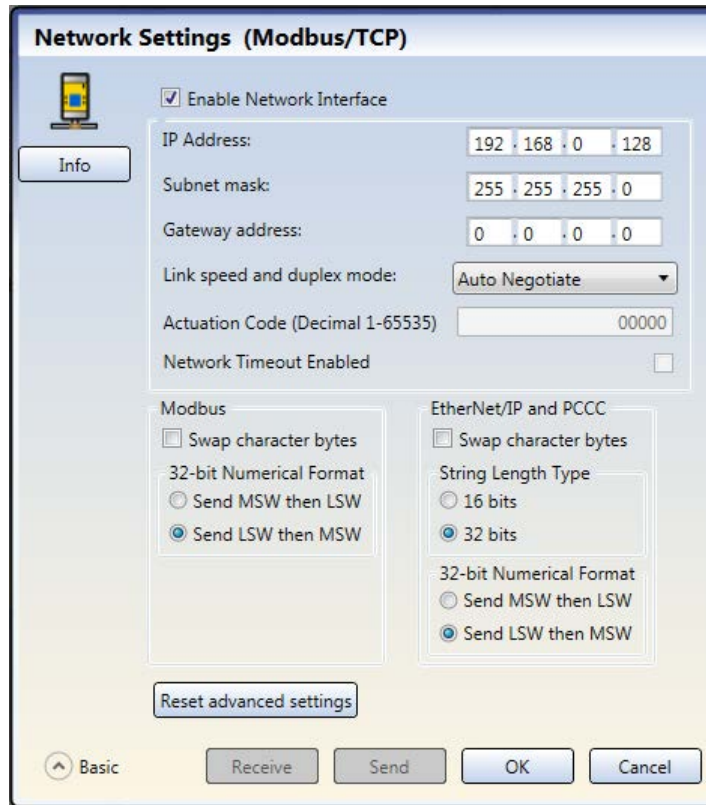 Network Settings (Modbus/TCP)
Enable Network Interface
Info
IP Address: 192 . 168 . 0 . 128
Subnet mask: 255 . 255 . 255 . 0
Gateway address: 0 . 0 . 0 . 0
Link speed and duplex mode: Auto Negotiate
Actuation Code (Decimal 1-65535) 00000
Network Timeout Enabled
Modbus
Swap character bytes
32-bit Numerical Format
Send MSW then LSW
Send LSW then MSW
EtherNet/IP and PCCC
Swap character bytes
String Length Type
16 bits
32 bits
32-bit Numerical Format
Send MSW then LSW
Send LSW then MSW
Reset advanced settings
Basic Receive Send OK Cancel